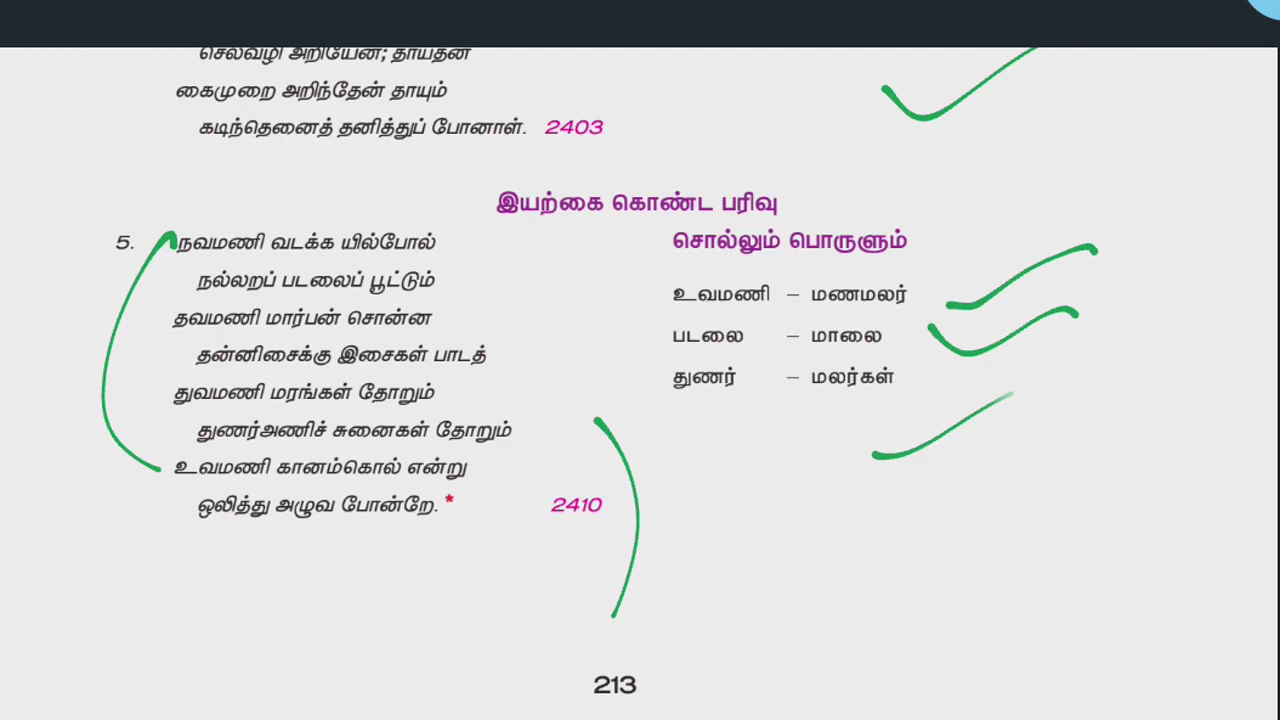 செல்வழி அறியேன்; தாய்தன்
கைமுறை அறிந்தேன் தாயும்
கடிந்தெனைத் தனித்துப் போனாள். 2403
இயற்கை கொண்ட பரிவு
5. நவமணி வடக்க யில்போல்
நல்லறப் படலைப் பூட்டும்
தவமணி மார்பன் சொன்ன
தன்னிசைக்கு இசைகள் பாடத்
துவமணி மரங்கள் தோறும்
துணர்அணிச் சுனைகள் தோறும்
உவமணி கானம்கொல் என்று
ஒலித்து அழுவ போன்றே. * 2410
சொல்லும் பொருளும்
உவமணி – மணமலர்
படலை – மாலை
துணர் – மலர்கள்
213